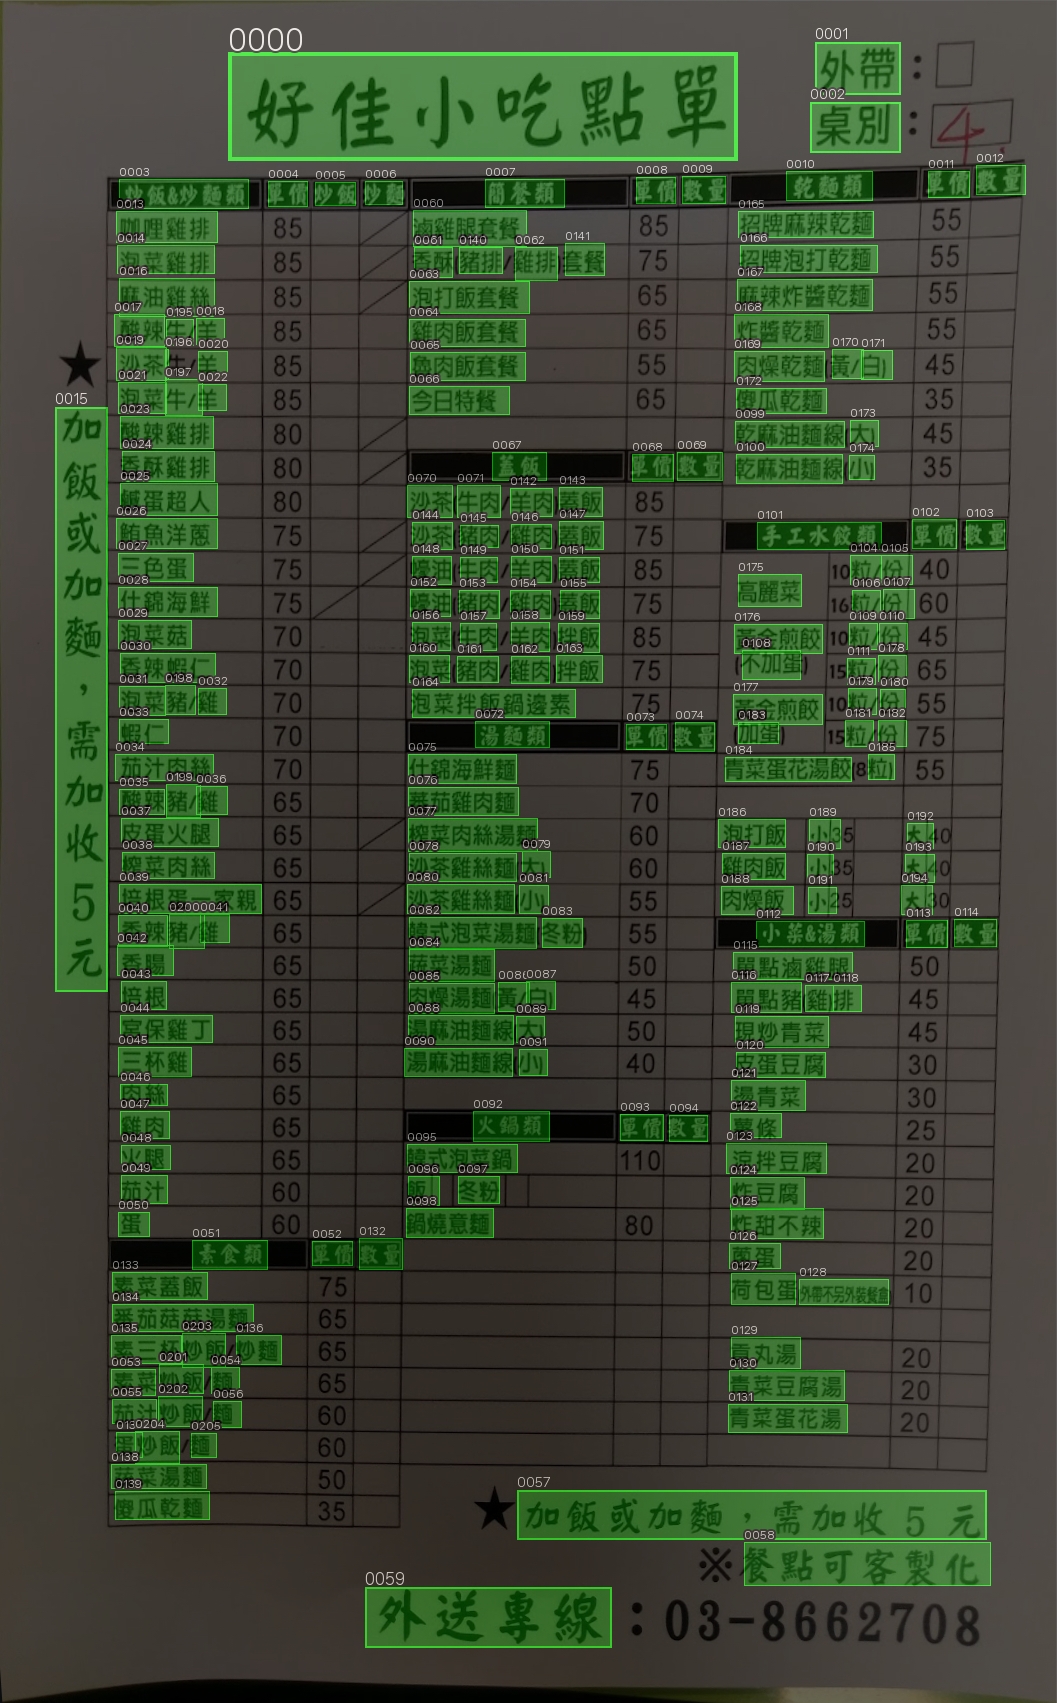 好佳小吃點單
外帶：
桌別：4
炒飯&炒麵類 單價 炒飯 炒麵
咖哩雞排 85
泡菜雞排 85
麻油雞絲 85
酸辣牛/羊 85
沙茶牛/羊 85
泡菜牛/羊 85
酸辣雞排 80
香酥雞排 80
鹹蛋超人 80
鮪魚洋蔥 75
三色蛋 75
什錦海鮮 75
泡菜菇 70
香辣蝦仁 70
泡菜豬/雞 70
蝦仁 70
茄汁肉絲 70
酸辣豬/雞 65
皮蛋火腿 65
榨菜肉絲 65
培根蛋一家親 65
香辣豬/雞 65
香腸 65
培根 65
宮保雞丁 65
三杯雞 65
肉絲 65
雞肉 65
火腿 65
茄汁 60
蛋 60
素食類 單價 數量
素菜蓋飯 75
番茄菇菇湯麵 65
素三杯炒飯/炒麵 65
素菜炒飯/麵 65
茄汁炒飯/麵 60
蛋炒飯/麵 60
蔬菜湯麵 50
傻瓜乾麵 35
★加飯或加麵，需加收5元
簡餐類 單價 數量
滷雞腿套餐 85
香酥(豬排/雞排)套餐 75
泡打飯套餐 65
雞肉飯套餐 65
魯肉飯套餐 55
今日特餐 65
蓋飯 單價 數量
沙茶(牛肉/羊肉)蓋飯 85
沙茶(豬肉/雞肉)蓋飯 75
蠔油(牛肉/羊肉)蓋飯 85
蠔油(豬肉/雞肉)蓋飯 75
泡菜(牛肉/羊肉)拌飯 85
泡菜(豬肉/雞肉)拌飯 75
泡菜拌飯鍋邊素 75
湯麵類 單價 數量
什錦海鮮麵 75
蕃茄雞肉麵 70
榨菜肉絲湯麵 60
沙茶雞絲麵(大) 60
沙茶雞絲麵(小) 55
韓式泡菜湯麵(冬粉) 55
蔬菜湯麵 50
肉燥湯麵(黃/白) 45
湯麻油麵線(大) 50
湯麻油麵線(小) 40
火鍋類 單價 數量
韓式泡菜鍋 110
飯 冬粉
鍋燒意麵 80
乾麵類 單價 數量
招牌麻辣乾麵 55
招牌泡打乾麵 55
麻辣炸醬乾麵 55
炸醬乾麵 55
肉燥乾麵(黃/白) 45
傻瓜乾麵 35
乾麻油麵線(大) 45
乾麻油麵線(小) 35
手工水餃類 單價 數量
高麗菜 10粒/份 40
16粒/份 60
黃金煎餃(不加蛋) 10粒/份 45
15粒/份 65
黃金煎餃(加蛋) 10粒/份 55
15粒/份 75
青菜蛋花湯餃(8粒) 55
泡打飯 小35 大40
雞肉飯 小35 大40
肉燥飯 小25 大30
小菜&湯類 單價 數量
單點滷雞腿 50
單點豬/雞排 45
現炒青菜 45
皮蛋豆腐 30
燙青菜 30
薯條 25
涼拌豆腐 20
炸豆腐 20
炸甜不辣 20
煎蛋 20
荷包蛋(外帶不另外裝餐盒) 10
貢丸湯 20
青菜豆腐湯 20
青菜蛋花湯 20
★加飯或加麵，需加收5元
※餐點可客製化
外送專線：03-8662708